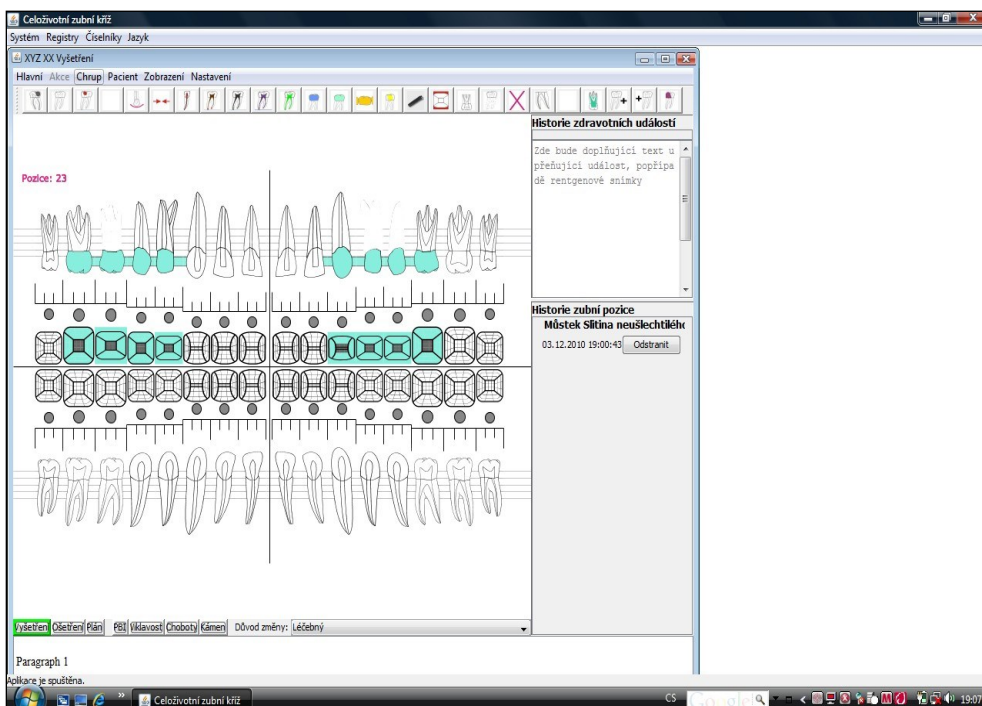 Celoživotní zubní kříž
Systém Registry Číselníky Jazyk
XYZ XX Vyšetření
Hlavní Akce Chrup Pacient Zobrazení Nastavení
Historie zdravotních událostí
Zde bude doplňující text u
přeňující událost, popřípa
dě rentgenové snímky
Pozice: 23
Historie zubní pozice
Můstek Slitina neušlechtiléhc
03.12.2010 19:00:43 Odstranit
Vyšetření Ošetření Plán PBI Viklavost Choboty Kámen Důvod změny: Léčebný
Paragraph 1
Aplikace je spuštěna.
Celoživotní zubní kříž
CS
Google
19:07